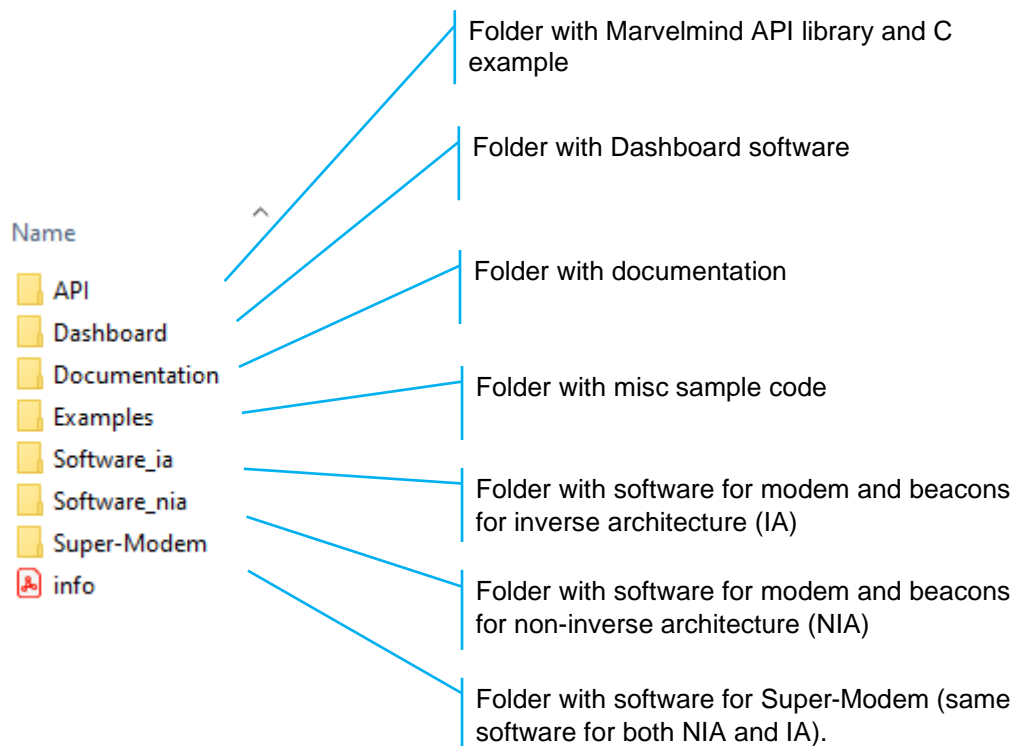 Folder with Marvelmind API library and C
example
Folder with Dashboard software
Name
Folder with documentation
API
Dashboard
Documentation
Folder with misc sample code
Examples
Software_ia
Folder with software for modem and beacons
for inverse architecture (IA)
Software_nia
Super-Modem
info
Folder with software for modem and beacons
for non-inverse architecture (NIA)
Folder with software for Super-Modem (same
software for both NIA and IA).